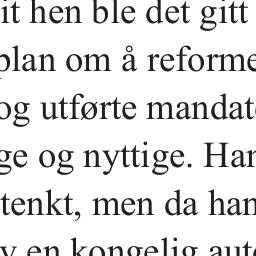 it hen ble det gitt
plan om å reforme
og utførte mandat
ge og nyttige. Han
tenkt, men da han
v en kongelig aut